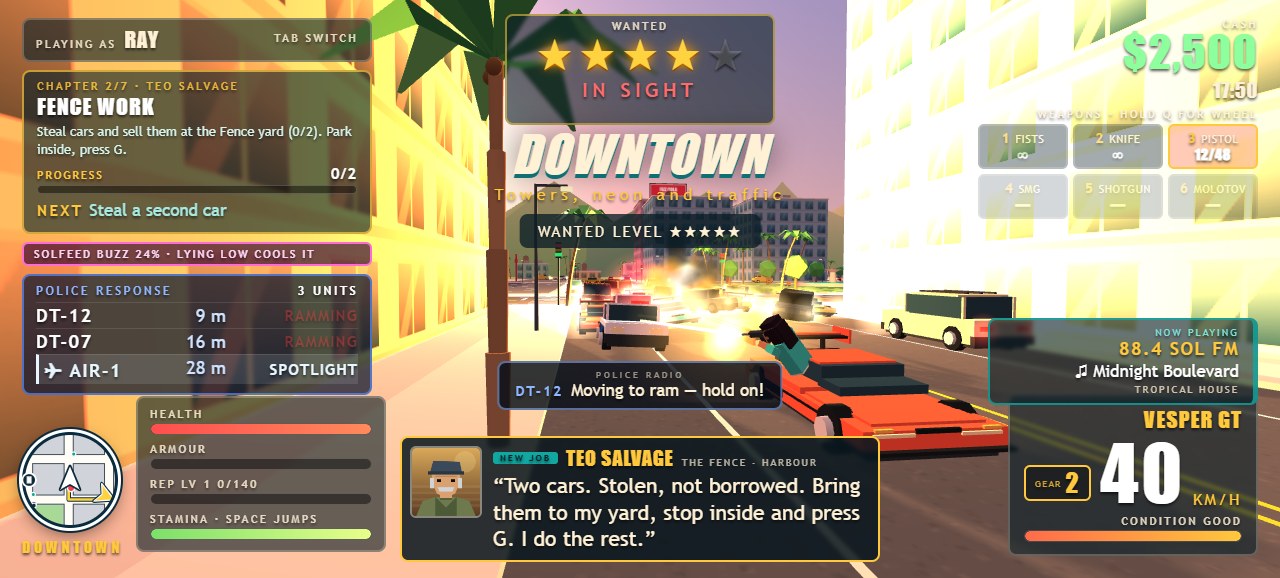 PLAYING AS RAY TAB SWITCH
CHAPTER 2/7 · TEO SALVAGE
FENCE WORK
Steal cars and sell them at the Fence yard (0/2). Park
inside, press G.
PROGRESS 0/2
NEXT Steal a second car
SOLFEED BUZZ 24% · LYING LOW COOLS IT
POLICE RESPONSE 3 UNITS
DT-12 9 m RAMMING
DT-07 16 m RAMMING
AIR-1 28 m SPOTLIGHT
HEALTH
ARMOUR
REP LV 1 0/140
STAMINA · SPACE JUMPS
DOWNTOWN
WANTED
IN SIGHT
DOWNTOWN
Towers, neon and traffic
WANTED LEVEL ★★★★★
POLICE RADIO
DT-12 Moving to ram — hold on!
NEW JOB TEO SALVAGE THE FENCE · HARBOUR
“Two cars. Stolen, not borrowed. Bring
them to my yard, stop inside and press
G. I do the rest.”
CASH
$2,500
17:50
WEAPONS · HOLD Q FOR WHEEL
1 FISTS 2 KNIFE 3 PISTOL
∞ ∞ 12/48
4 SMG 5 SHOTGUN 6 MOLOTOV
— — —
NOW PLAYING
88.4 SOL FM
♫ Midnight Boulevard
TROPICAL HOUSE
VESPER GT
GEAR 2 40 KM/H
CONDITION GOOD